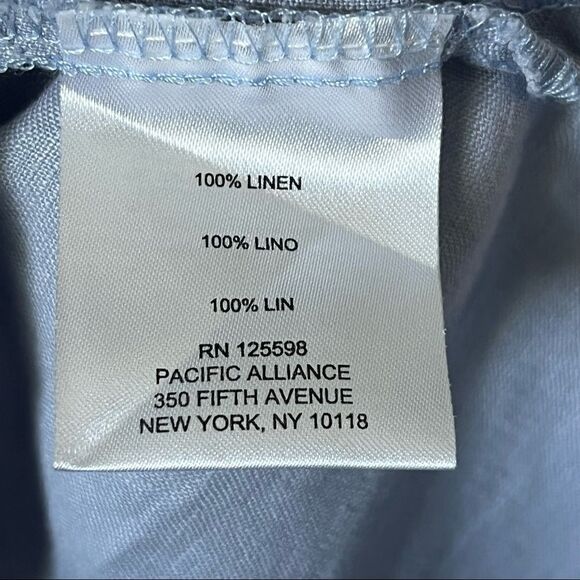 100% LINEN
100% LINO
100% LIN
RN 125598
PACIFIC ALLIANCE
350 FIFTH AVENUE
NEW YORK, NY 10118